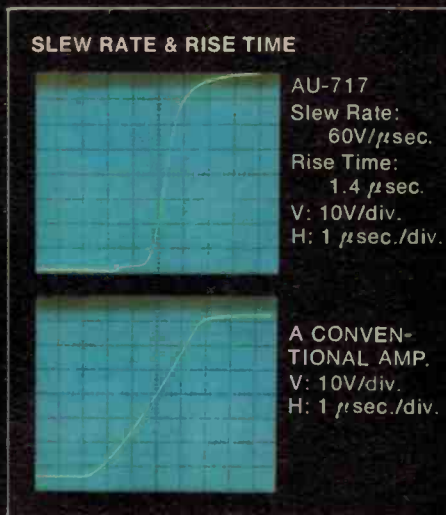 SLEW RATE & RISE TIME
AU-717
Slew Rate:
60V/μsec.
Rise Time:
1.4 μsec.
V: 10V/div.
H: 1 μsec./div.
A CONVEN-
TIONAL AMP.
V: 10V/div.
H: 1 μsec./div.